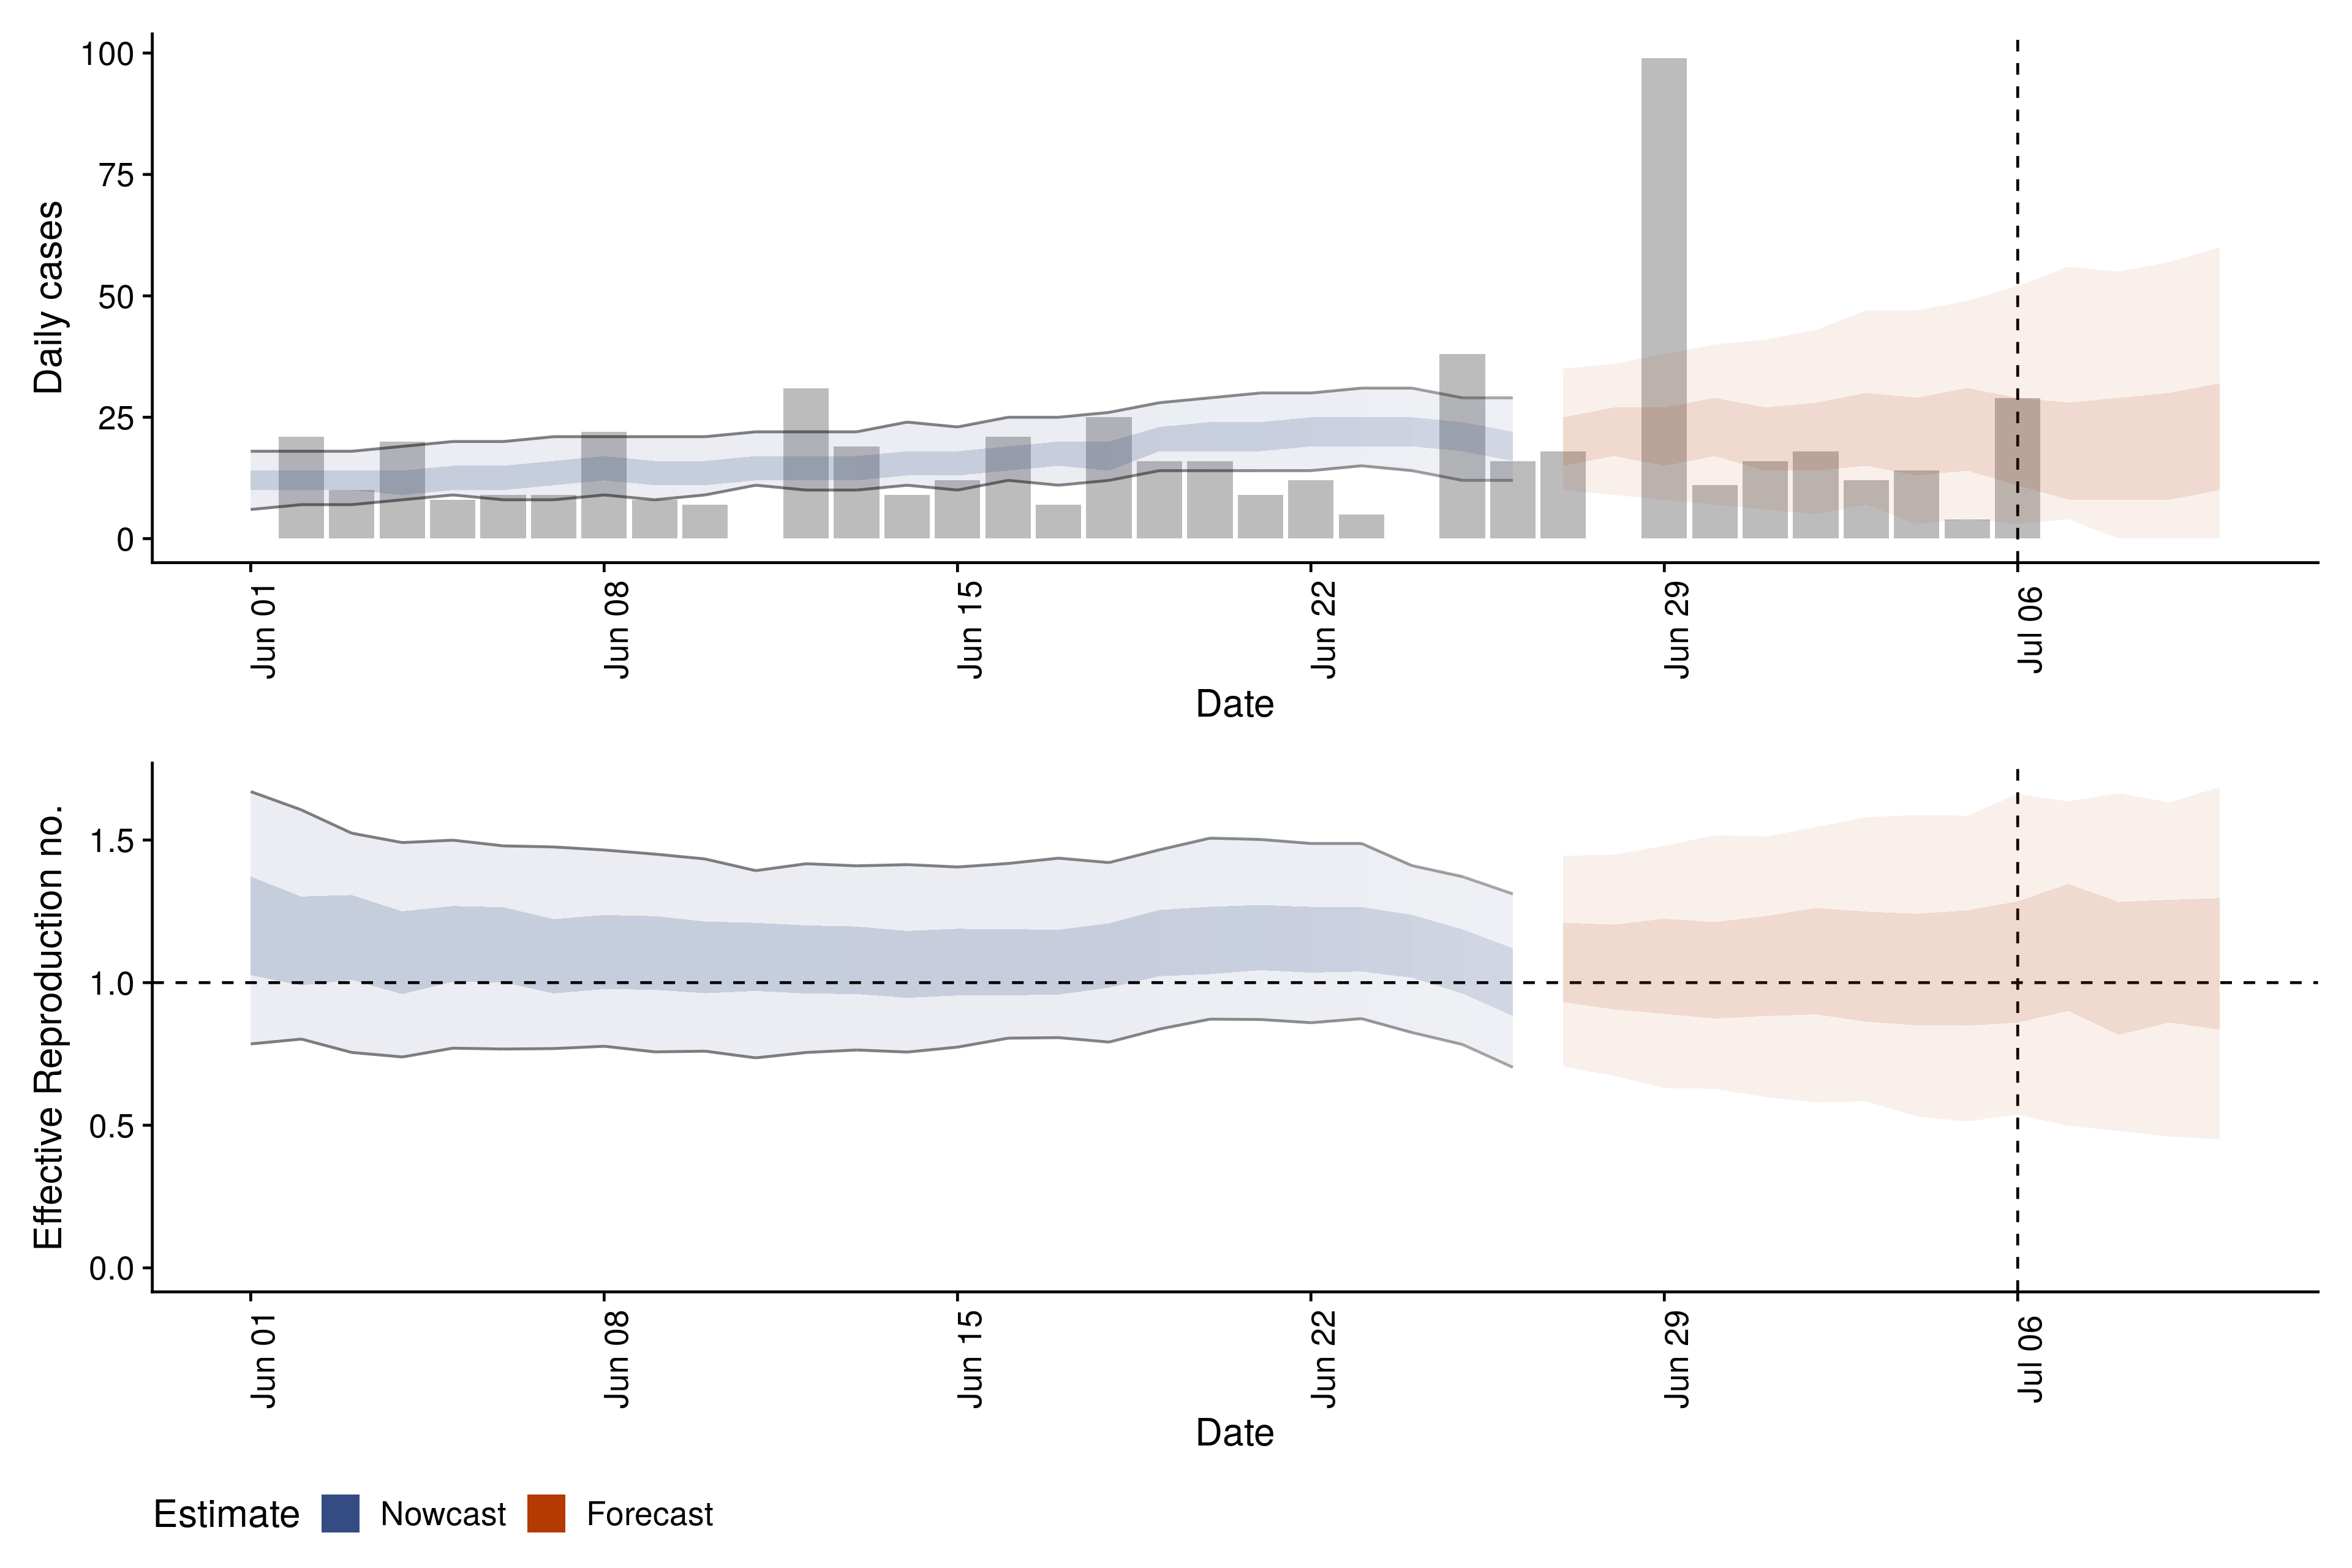 Daily cases
100
75
50
25
0
Jun 01
Jun 08
Jun 15
Jun 22
Jun 29
Jul 06
Date
Effective Reproduction no.
1.5
1.0
0.5
0.0
Jun 01
Jun 08
Jun 15
Jun 22
Jun 29
Jul 06
Date
Estimate Nowcast Forecast